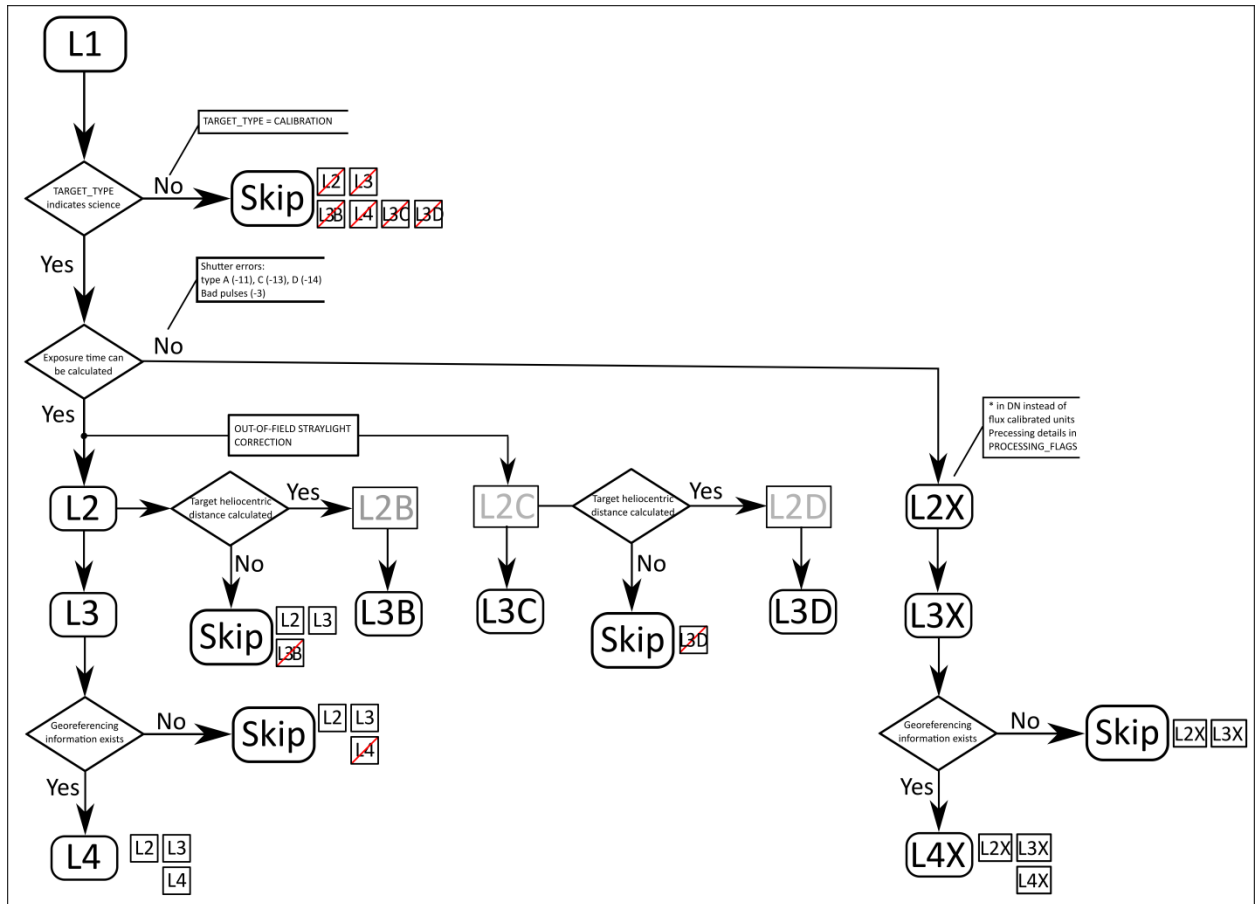 L1
TARGET_TYPE = CALIBRATION
TARGET_TYPE
indicates science
No
Skip
L2 L3
L3B L4 L3C L3D
Yes
Shutter errors:
type A (-11), C (-13), D (-14)
Bad pulses (-3)
No
Exposure time can
be calculated
Yes
OUT-OF-FIELD STRAYLIGHT
CORRECTION
* in DN instead of
flux calibrated units
Precessing details in
PROCESSING_FLAGS
L2
Target heliocentric
distance calculated
Yes
L2B
L2C
Target heliocentric
distance calculated
Yes
L2D
L2X
No
No
L3
Skip
L2 L3
L3B
L3B
L3C
Skip
L3D
L3D
L3X
Georeferencing
information exists
No
Skip
L2 L3
L4
Georeferencing
information exists
No
Skip
L2X L3X
Yes
Yes
L4
L2 L3
L4
L4X
L2X L3X
L4X